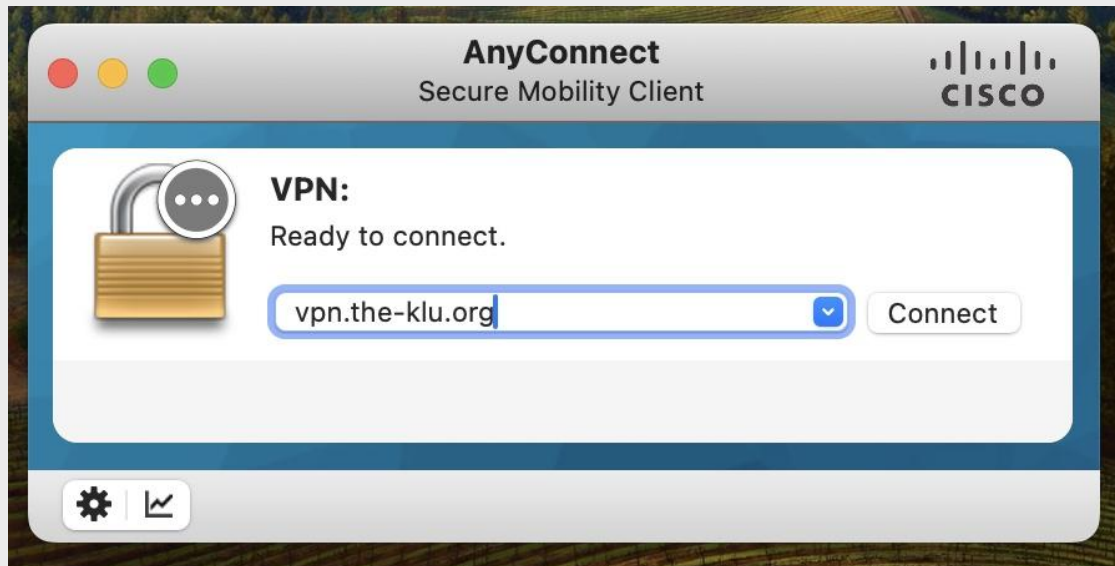 AnyConnect
Secure Mobility Client
CISCO
VPN:
Ready to connect.
vpn.the-klu.org
Connect